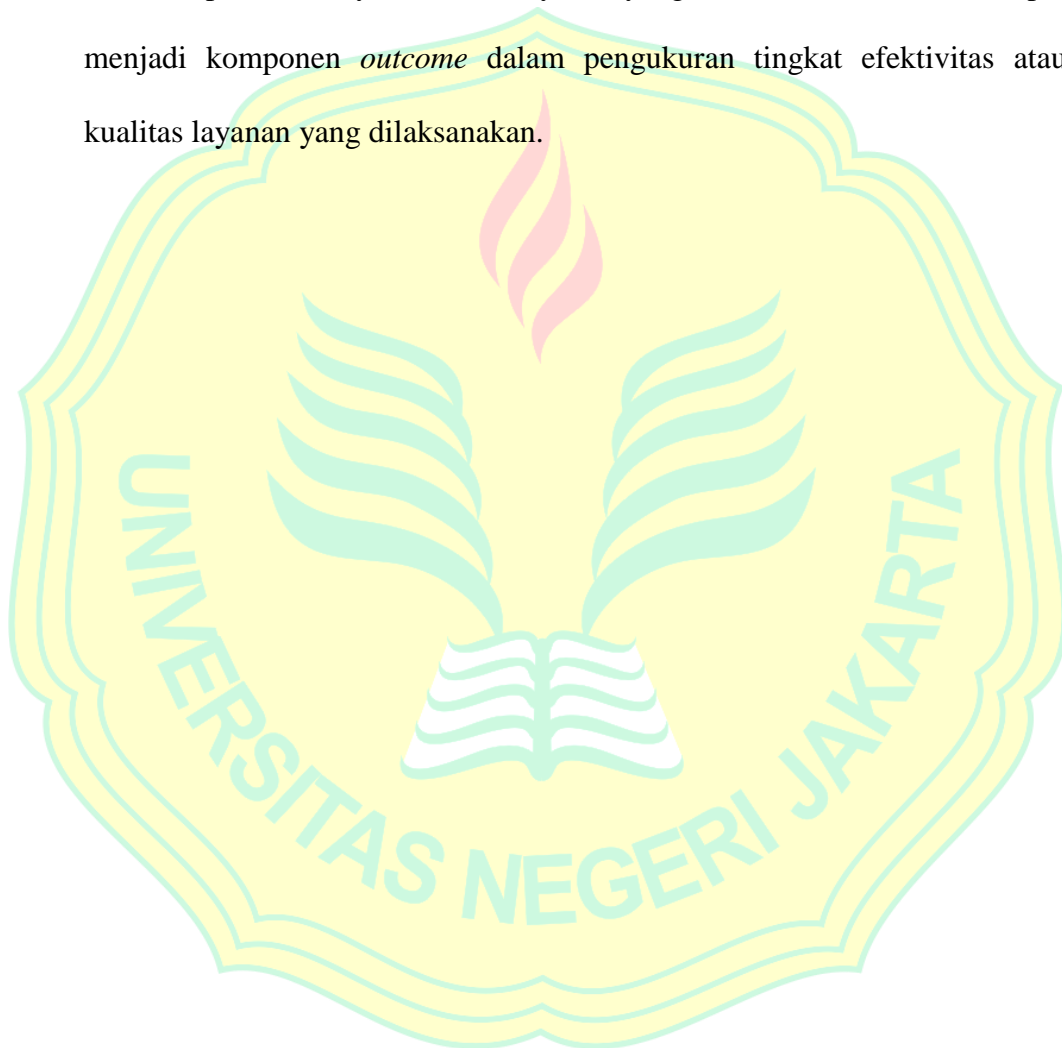 menjadi komponen outcome dalam pengukuran tingkat efektivitas atau
kualitas layanan yang dilaksanakan.
UNIVERSITAS NEGERI JAKARTA